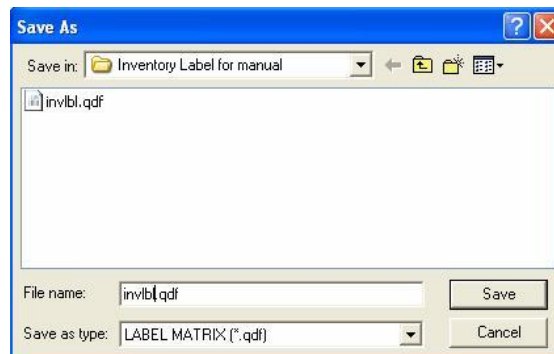 Save As
Save in: Inventory Label for manual
invlbl.qdf
File name: invlbl.qdf Save
Save as type: LABEL MATRIX (*.qdf) Cancel